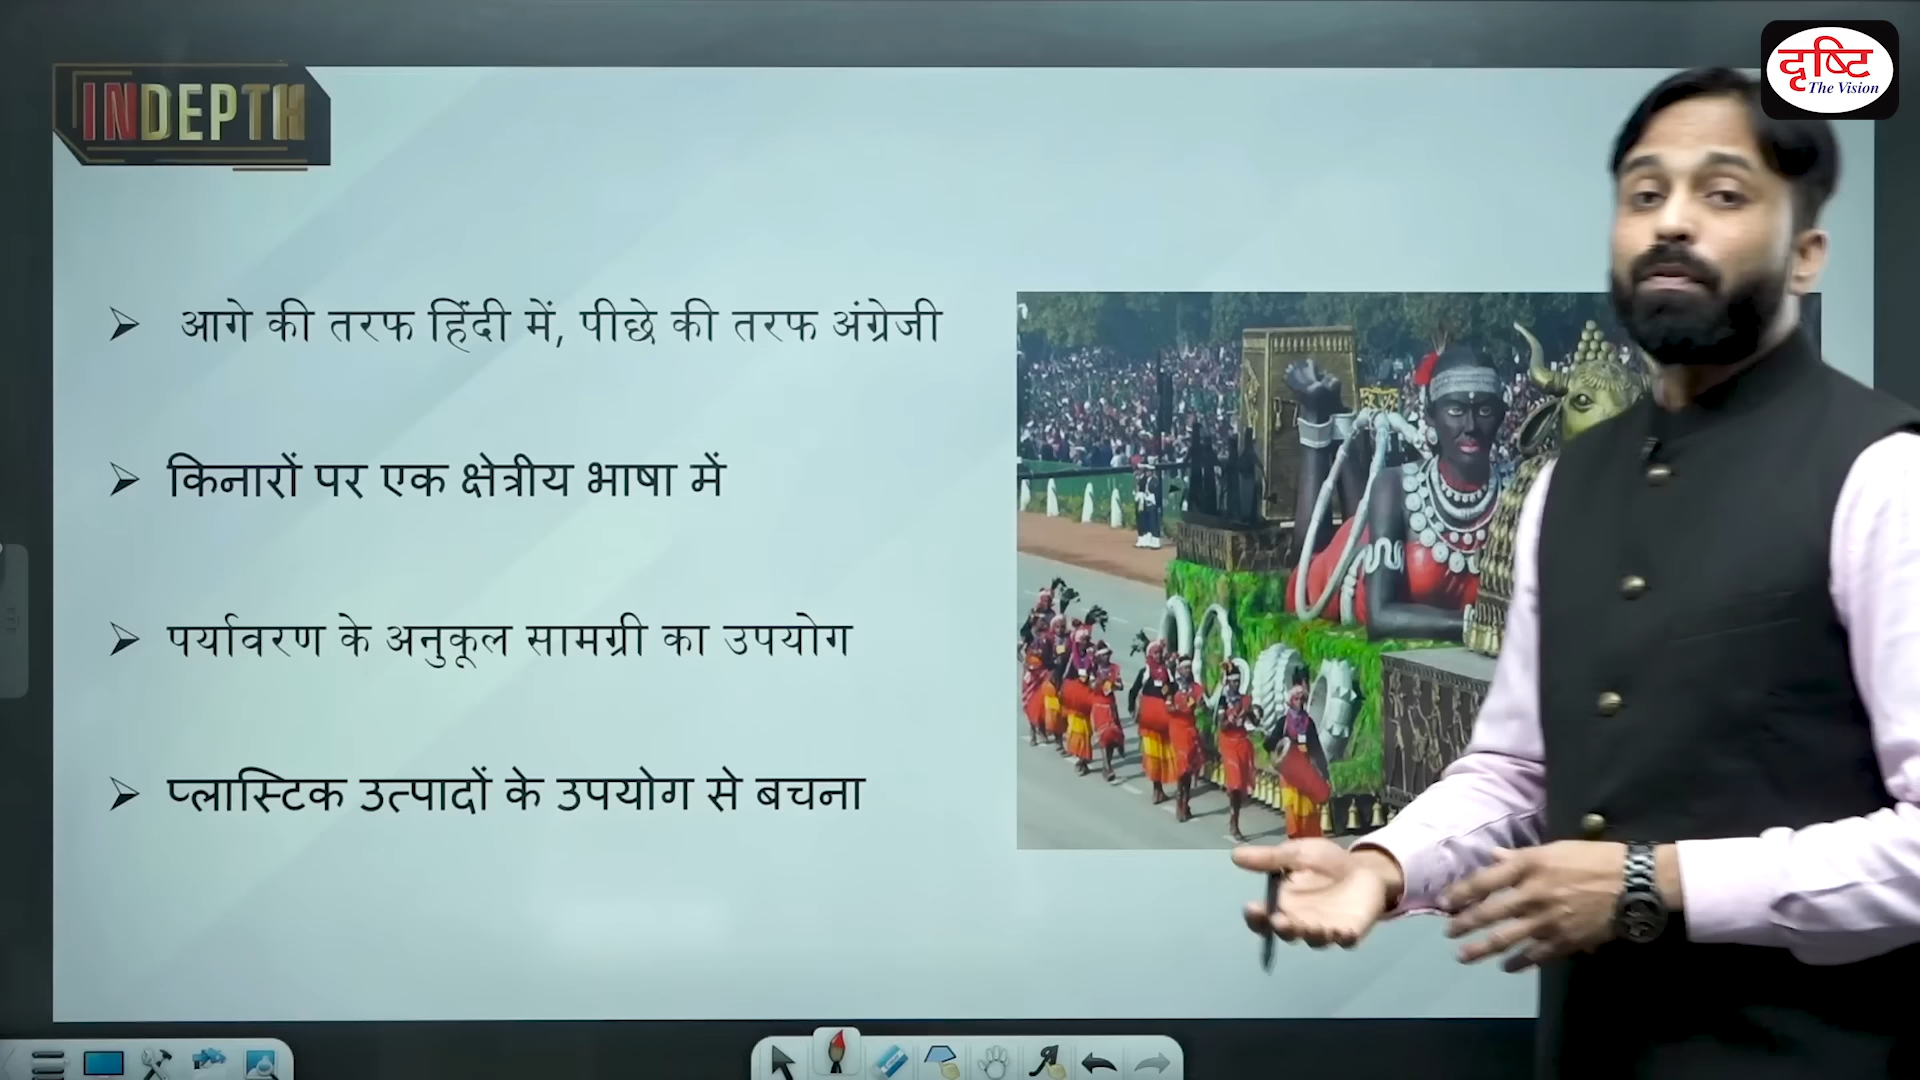 INDEPTH
दृष्टि
The Vision
आगे की तरफ हिंदी में, पीछे की तरफ अंग्रेजी
किनारों पर एक क्षेत्रीय भाषा में
पर्यावरण के अनुकूल सामग्री का उपयोग
प्लास्टिक उत्पादों के उपयोग से बचना